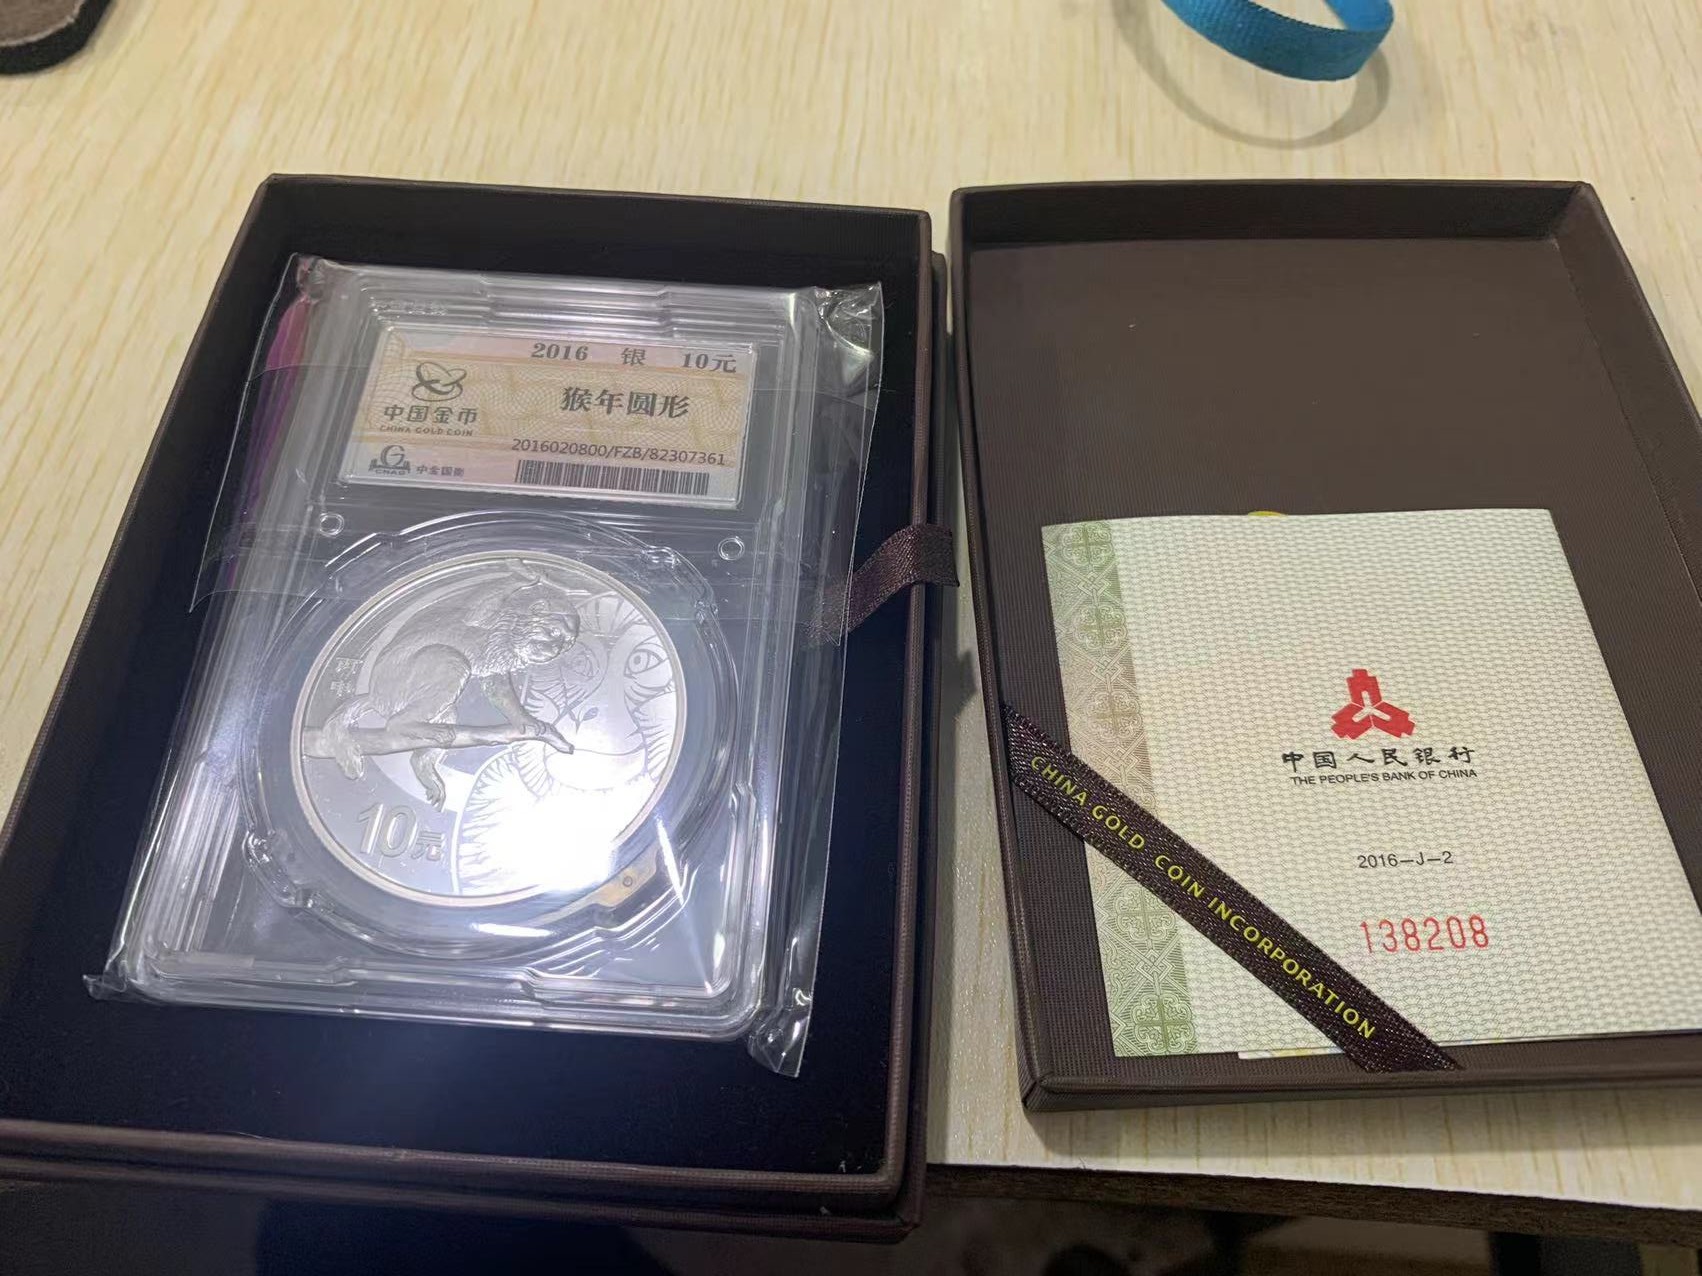 2016 银 10元
中国金币
CHINA GOLD COIN
猴年圆形
2016020800/FZB/82307361
CNAG 中金国衡
10元
中国人民银行
THE PEOPLE'S BANK OF CHINA
2016-J-2
138208
CHINA GOLD COIN INCORPORATION